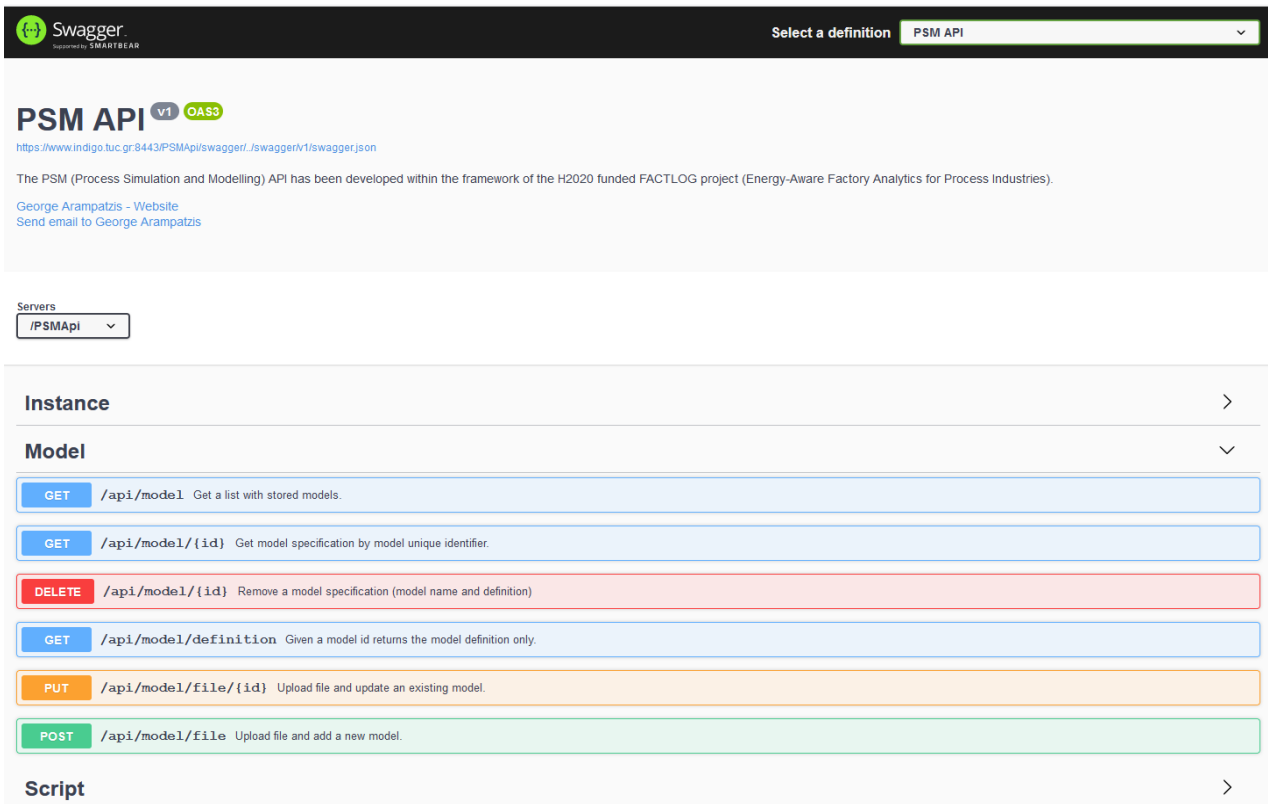 Swagger.
Supported by SMARTBEAR
Select a definition
PSM API
PSM API v1 OAS3
https://www.indigo.tuc.gr:8443/PSMApi/swagger/../swagger/v1/swagger.json
The PSM (Process Simulation and Modelling) API has been developed within the framework of the H2020 funded FACTLOG project (Energy-Aware Factory Analytics for Process Industries).
George Arampatzis - Website
Send email to George Arampatzis
Servers
/PSMApi
Instance
Model
GET /api/model Get a list with stored models.
GET /api/model/{id} Get model specification by model unique identifier.
DELETE /api/model/{id} Remove a model specification (model name and definition)
GET /api/model/definition Given a model id returns the model definition only.
PUT /api/model/file/{id} Upload file and update an existing model.
POST /api/model/file Upload file and add a new model.
Script